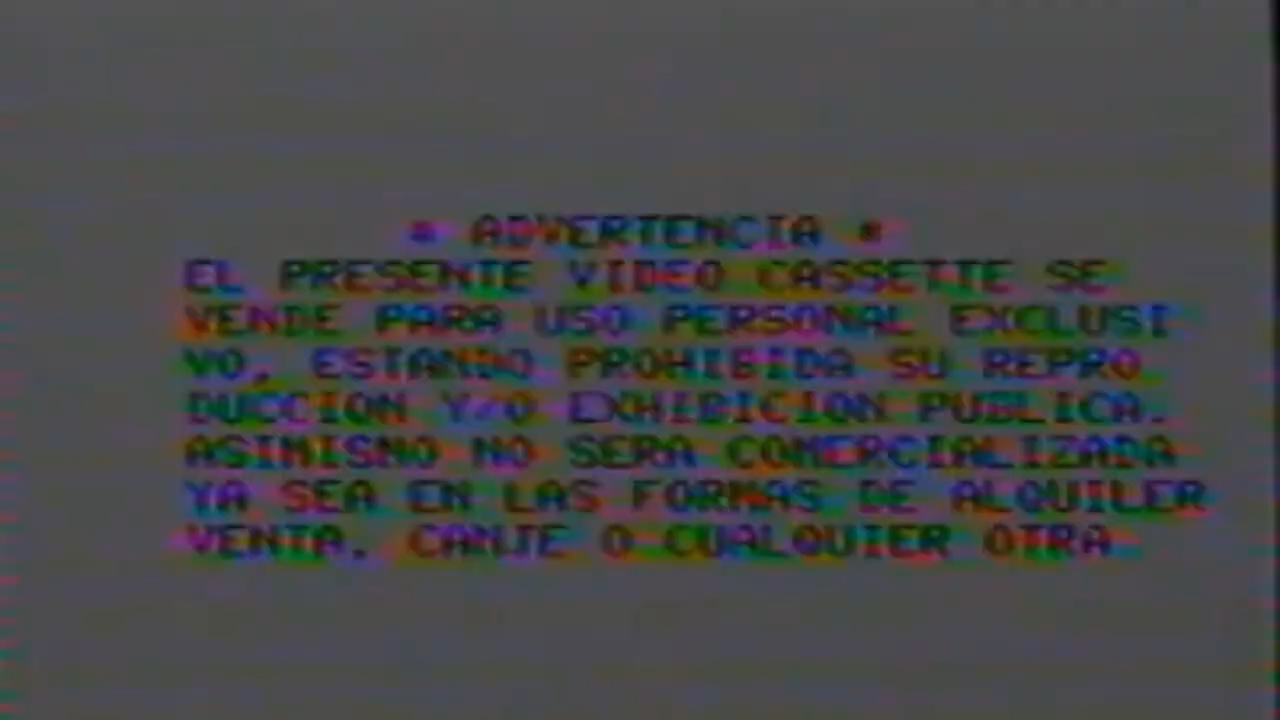 * ADVERTENCIA *
EL PRESENTE VIDEO CASSETTE SE
VENDE PARA USO PERSONAL EXCLUSI
VO, ESTANDO PROHIBIDA SU REPRO
DUCCION Y/O EXHIBICION PUBLICA.
ASIMISMO NO SERA COMERCIALIZADA
YA SEA EN LAS FORMAS DE ALQUILER
VENTA. CANJE O CUALQUIER OTRA